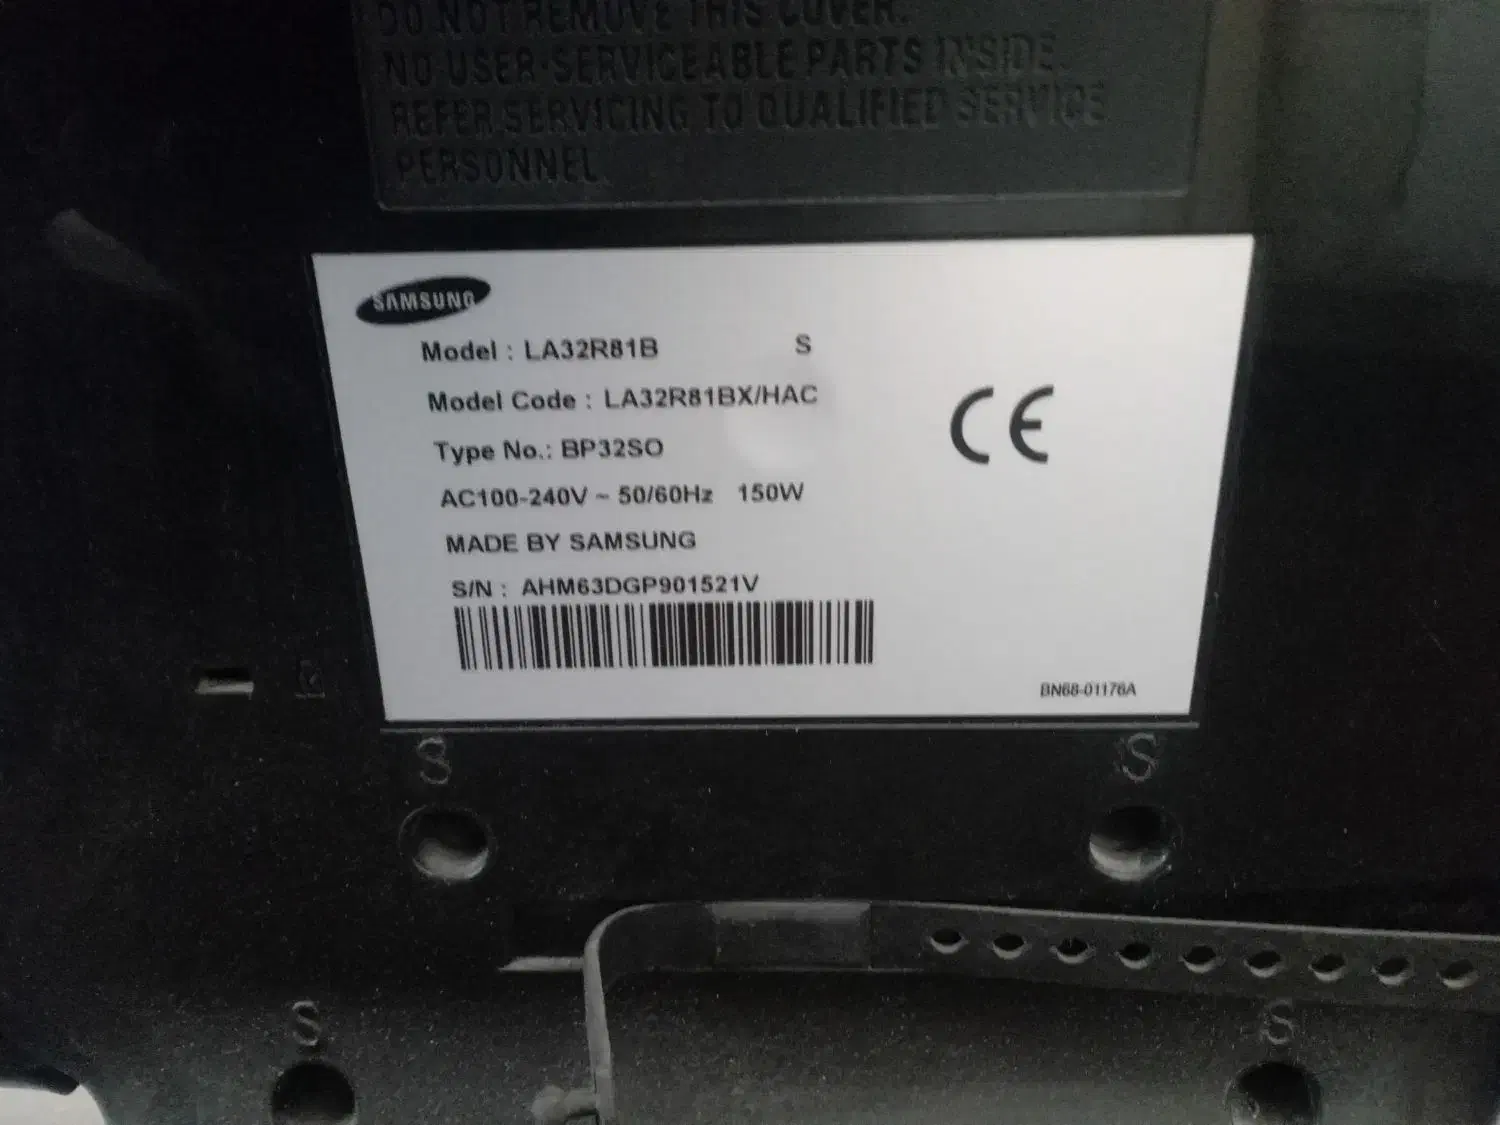 DO NOT REMOVE THIS COVER.
NO USER-SERVICEABLE PARTS INSIDE.
REFER SERVICING TO QUALIFIED SERVICE
PERSONNEL.
SAMSUNG
Model : LA32R81B S
Model Code : LA32R81BX/HAC
Type No.: BP32SO
AC100-240V ~ 50/60Hz 150W
MADE BY SAMSUNG
S/N : AHM63DGP901521V
CE
BN68-01176A
S S
S S